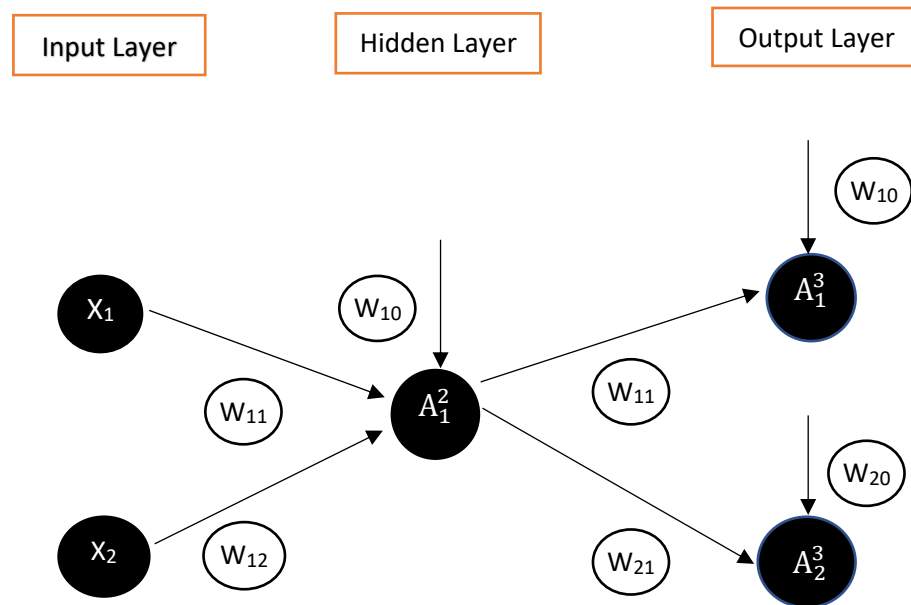 Input Layer
Hidden Layer
Output Layer
W₁₀
X₁
W₁₀
A₁³
W₁₁
A₁²
W₁₁
W₂₀
X₂
W₁₂
W₂₁
A₂³